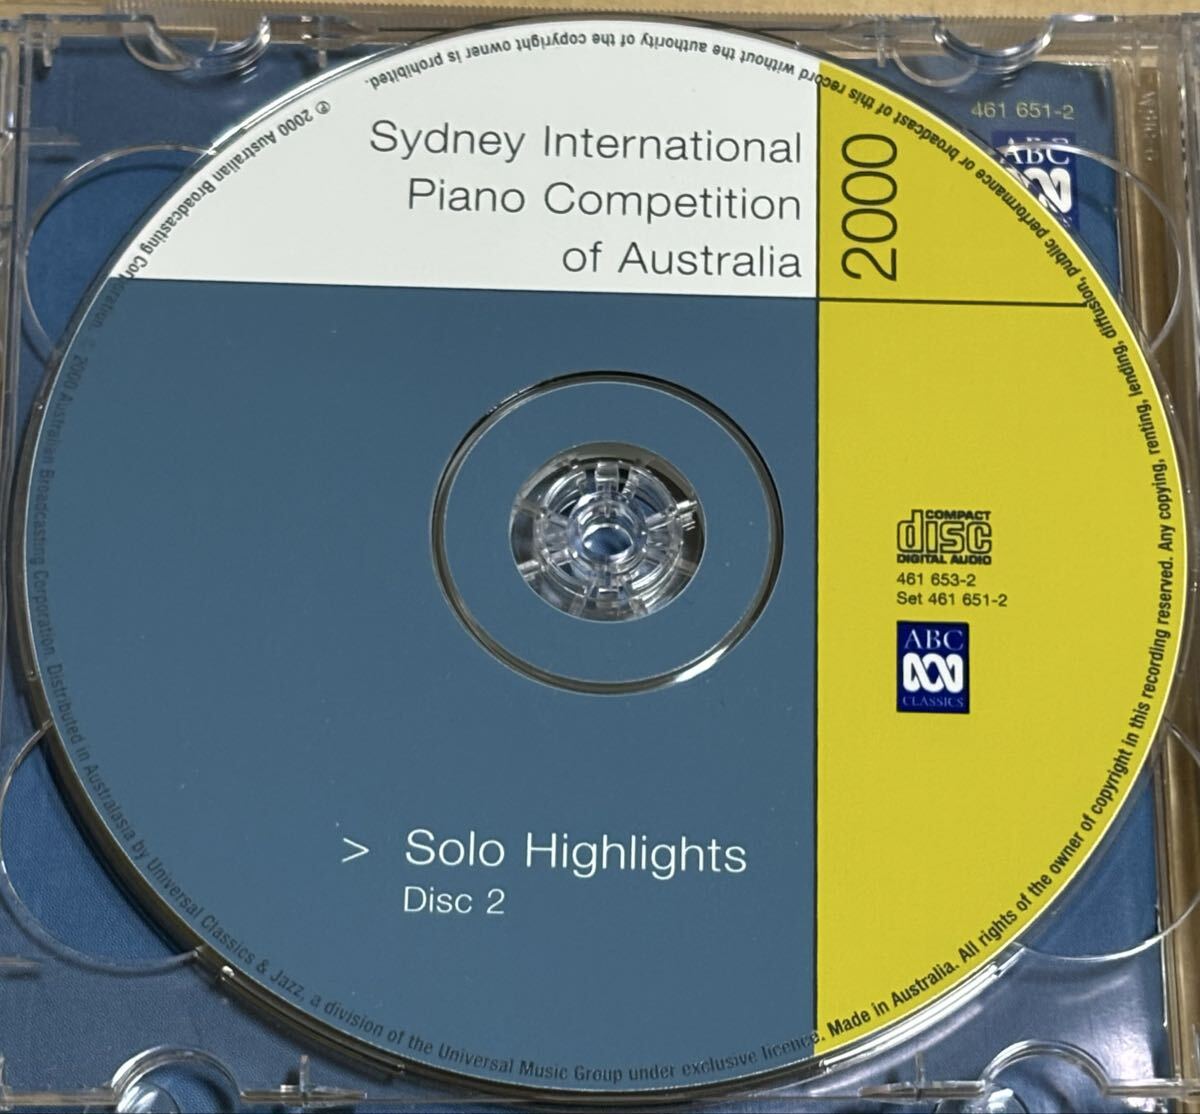 Sydney International
Piano Competition
of Australia
2000
461 651-2
ABC
COMPACT
disc
DIGITAL AUDIO
461 653-2
Set 461 651-2
ABC
CLASSICS
> Solo Highlights
Disc 2
℗ 2000 Australian Broadcasting Corporation. © 2000 Australian Broadcasting Corporation. Distributed in Australasia by Universal Classics & Jazz, a division of the Universal Music Group under exclusive licence. Made in Australia. All rights of the owner of copyright in this recording reserved. Any copying, renting, lending, diffusion, public performance or broadcast of this record without the authority of the copyright owner is prohibited.